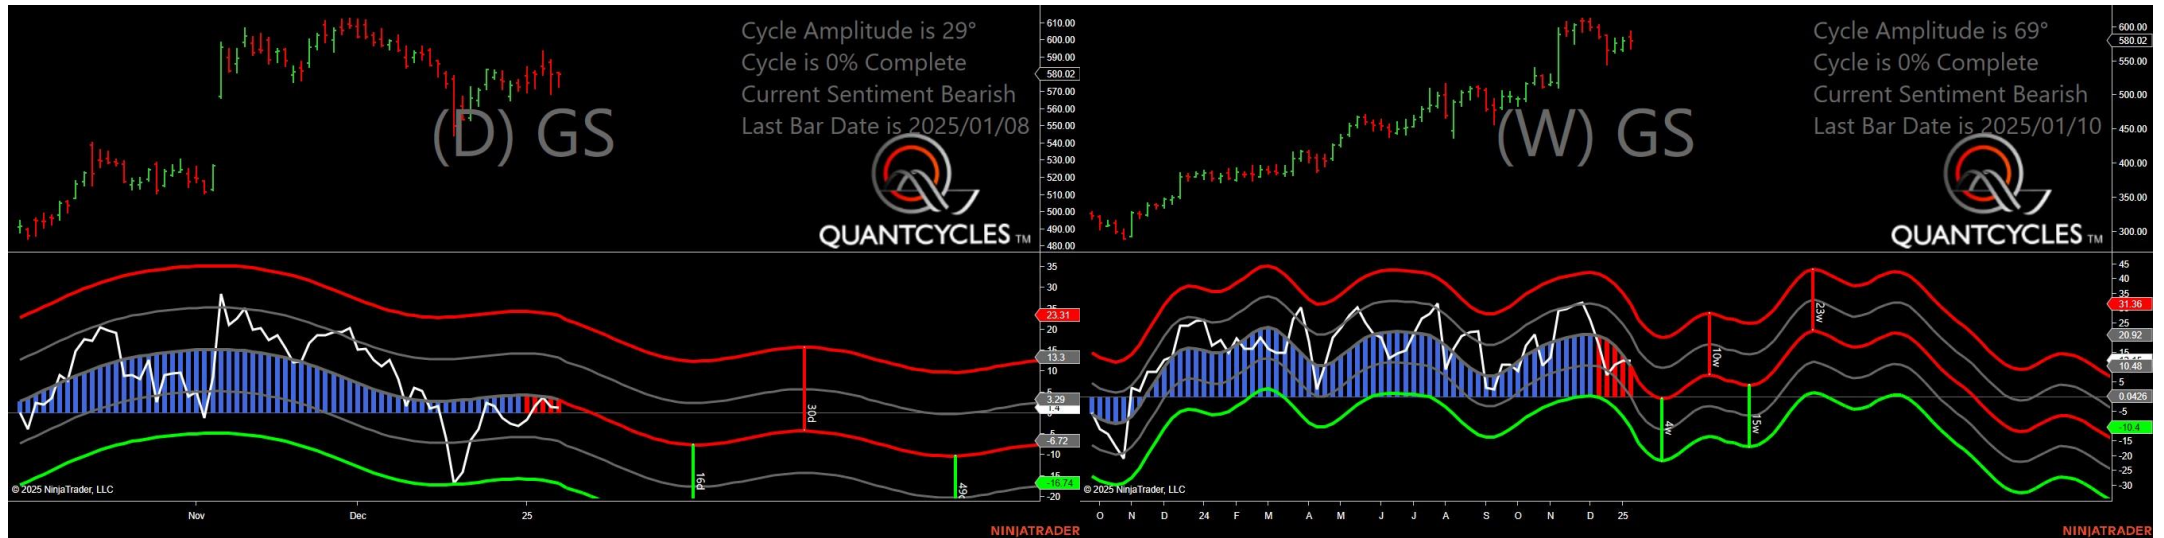 Cycle Amplitude is 29°
Cycle is 0% Complete
Current Sentiment Bearish
Last Bar Date is 2025/01/08
(D) GS
QUANTCYCLES TM
610.00
600.00
590.00
580.02
570.00
560.00
550.00
540.00
530.00
520.00
510.00
500.00
490.00
480.00
35
30
23.31
20
15
13.3
10
3.29
1.4
-6.72
-10
-15
-16.74
-20
30d
16d
© 2025 NinjaTrader, LLC
Nov
Dec
25
NINJATRADER
Cycle Amplitude is 69°
Cycle is 0% Complete
Current Sentiment Bearish
Last Bar Date is 2025/01/10
(W) GS
QUANTCYCLES TM
600.00
580.02
550.00
500.00
450.00
400.00
350.00
300.00
45
40
35
31.36
25
20.92
15
10.48
5
0.0426
-5
-10.4
-15
-20
-25
-30
10w
23w
4w
15w
© 2025 NinjaTrader, LLC
O N D 24 F M A M J J A S O N D 25
NINJATRADER